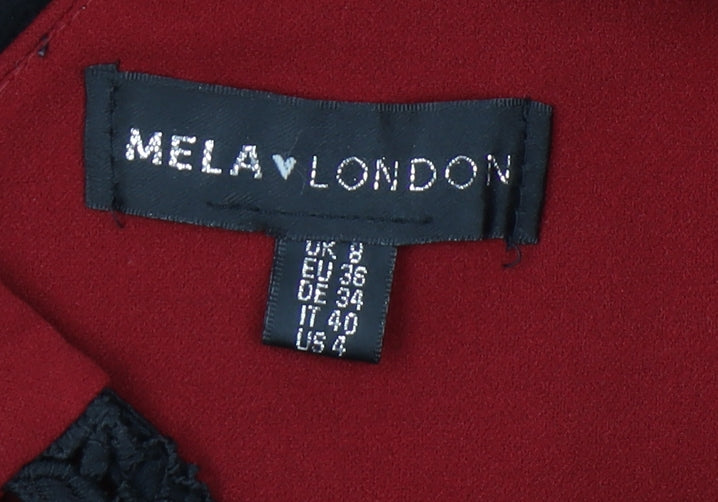 MELA LONDON
UK 8
EU 36
DE 34
IT 40
US 4